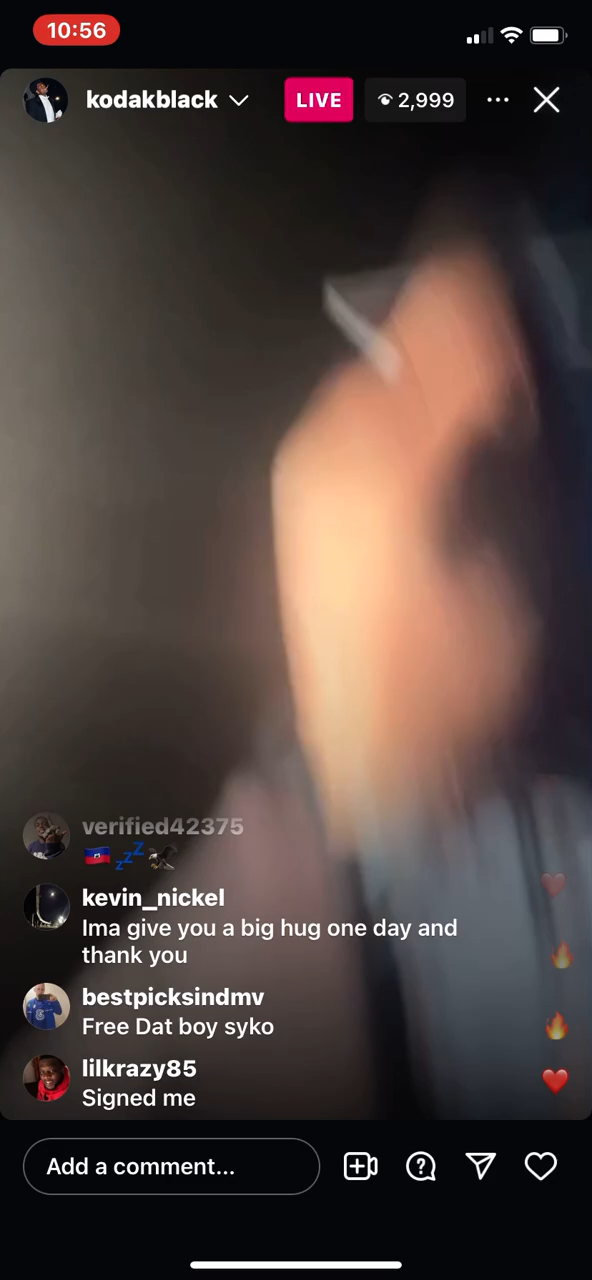 10:56
kodakblack
LIVE
2,999
verified42375
🇭🇹💤🦅
kevin_nickel
Ima give you a big hug one day and
thank you
bestpicksindmv
Free Dat boy syko
lilkrazy85
Signed me
Add a comment...